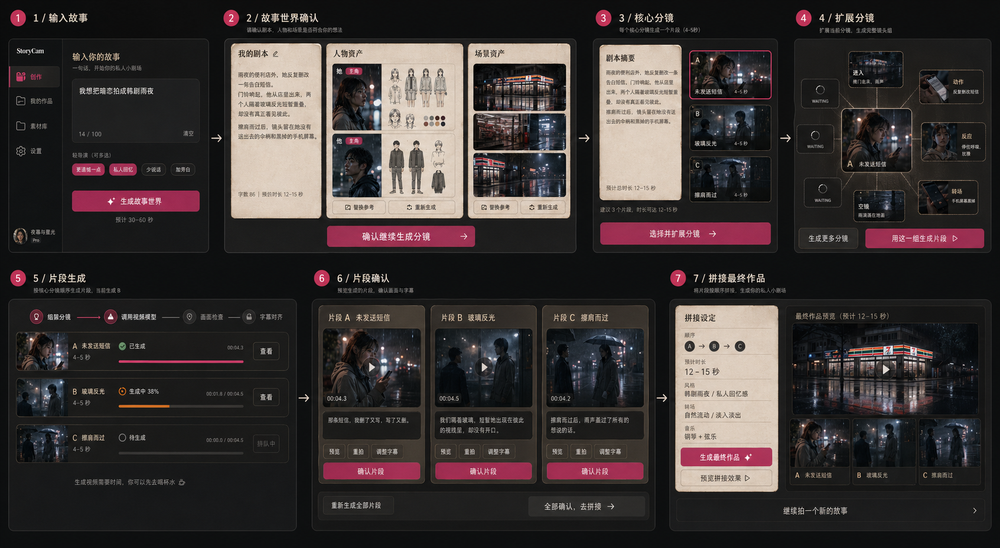 1 1 / 输入故事
StoryCam
创作
我的作品
素材库
设置
夜幕与星光
Pro
输入你的故事
一句话，开始你的私人小剧场
我想把暗恋拍成韩剧雨夜
14 / 100 清空
轻导演（可多选）
更遗憾一点 私人回忆 少说话 加旁白
生成故事世界
预计 30-60 秒
2 2 / 故事世界确认
请确认剧本，人物和场景是否符合你的想法
我的剧本
雨夜的便利店外，她反复删改
一条告白短信。
门铃响起，他从店里出来，两
个人隔着玻璃反光短暂重叠，
却没有真正看见彼此。
擦肩而过后，镜头留在她没有
送出去的伞柄和黑掉的手机屏幕。
字数 86 | 预估时长 12-15 秒
人物资产
她 主角
他 主角
替换参考 重新生成
场景资产
替换参考 重新生成
确认继续生成分镜 →
3 3 / 核心分镜
每个核心分镜生成一个片段（4-5秒）
剧本摘要
雨夜的便利店外，她反复删改一条
告白短信。门铃响起，他从店里
出来，两个人隔着玻璃反光短暂重
叠，却没有真正看见彼此。
擦肩而过后，镜头留在她没有送
出去的伞柄和黑掉的手机屏幕。
预计总时长 12-15 秒
A
未发送短信 4-5 秒
B
玻璃反光 4-5 秒
C
擦肩而过 4-5 秒
建议 3 个片段，时长可达 12-15 秒
选择并扩展分镜 →
4 4 / 扩展分镜
扩展当前分镜，生成完整镜头组
进入
推门出来，雨声
动作
反复删改短信
WAITING
WAITING
WAITING
A 未发送短信
反应
停住呼吸，
犹豫
转场
手机屏幕黑掉
空镜
雨滴落在地面
生成更多分镜 用这一组生成片段
5 5 / 片段生成
按核心分镜顺序生成片段，当前生成 B
组装分镜 调用视频模型 画面检查 字幕对齐
A 未发送短信 已生成 00:04.3 查看
4-5 秒
B 玻璃反光 生成中 38% 00:01.8 / 00:04.5 查看
4-5 秒
C 擦肩而过 待生成 00:00.0 / 00:04.5 排队中
4-5 秒
生成视频需要时间，你可以先去喝杯水
6 6 / 片段确认
预览生成的片段，确认画面与字幕
片段 A 未发送短信
00:04.3
那条短信，我删了又写，写了又删。
预览 重拍 调整字幕
确认片段
片段 B 玻璃反光
00:04.5
我们隔着玻璃，短暂地出现在彼此
的视线里，却没有开口。
预览 重拍 调整字幕
确认片段
片段 C 擦肩而过
00:04.2
擦肩而过后，雨声盖过了所有的
想说的话。
预览 重拍 调整字幕
确认片段
重新生成全部片段 全部确认，去拼接 →
7 7 / 拼接最终作品
将片段按顺序拼接，生成你的私人小剧场
拼接设定
顺序
A → B → C
预计时长
12 - 15 秒
风格
韩剧雨夜 / 私人回忆感
转场
自然流动 / 淡入淡出
音乐
钢琴 + 弦乐
生成最终作品
预览拼接效果
最终作品预览（预计 12-15 秒）
A 未发送短信
B 玻璃反光
C 擦肩而过
继续拍一个新的故事